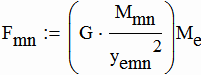 F_mn := (G · M_mn / y_emn^2) M_e